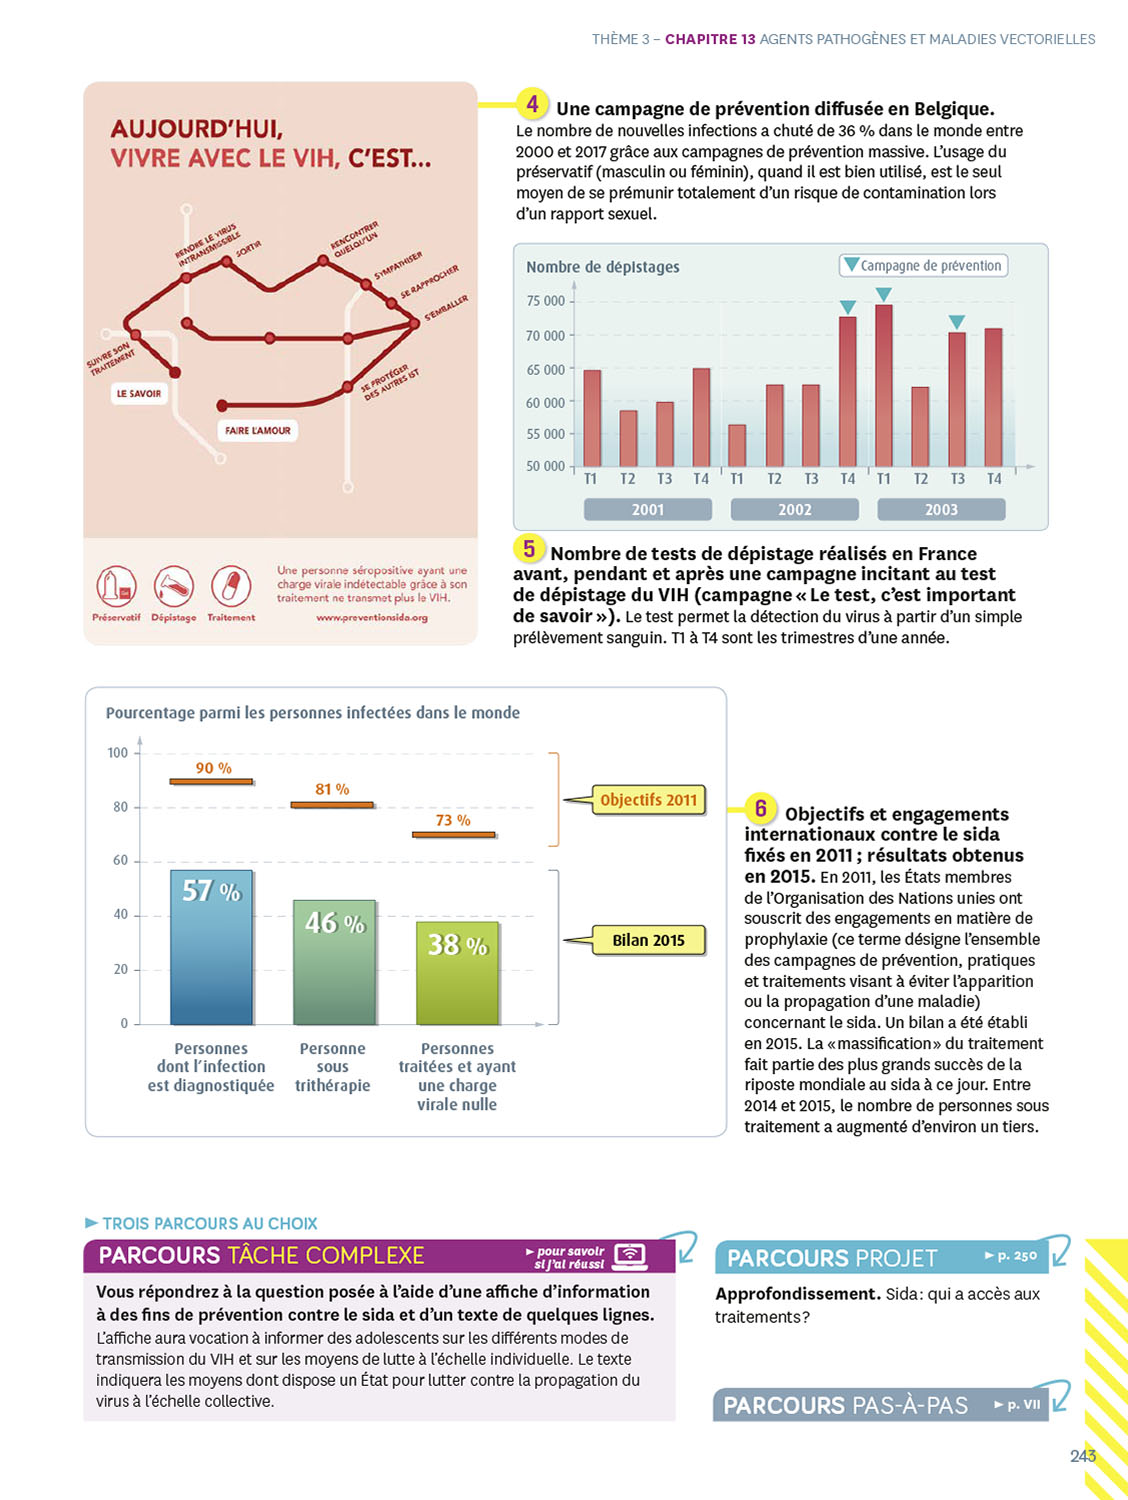 THÈME 3 – CHAPITRE 13 AGENTS PATHOGÈNES ET MALADIES VECTORIELLES
AUJOURD'HUI,
VIVRE AVEC LE VIH, C'EST...
RENDRE LE VIRUS
INTRANSMISSIBLE
SORTIR
RENCONTRER
QUELQU'UN
SYMPATHISER
SE RAPPROCHER
S'EMBALLER
SUIVRE SON
TRAITEMENT
LE SAVOIR
SE PROTÉGER
DES AUTRES IST
FAIRE L'AMOUR
Préservatif
Dépistage
Traitement
Une personne séropositive ayant une
charge virale indétectable grâce à son
traitement ne transmet plus le VIH.
www.preventionsida.org
4 Une campagne de prévention diffusée en Belgique.
Le nombre de nouvelles infections a chuté de 36 % dans le monde entre
2000 et 2017 grâce aux campagnes de prévention massive. L'usage du
préservatif (masculin ou féminin), quand il est bien utilisé, est le seul
moyen de se prémunir totalement d'un risque de contamination lors
d'un rapport sexuel.
Nombre de dépistages
Campagne de prévention
75 000
70 000
65 000
60 000
55 000
50 000
T1 T2 T3 T4 T1 T2 T3 T4 T1 T2 T3 T4
2001 2002 2003
5 Nombre de tests de dépistage réalisés en France
avant, pendant et après une campagne incitant au test
de dépistage du VIH (campagne « Le test, c'est important
de savoir »). Le test permet la détection du virus à partir d'un simple
prélèvement sanguin. T1 à T4 sont les trimestres d'une année.
Pourcentage parmi les personnes infectées dans le monde
100
80
60
40
20
0
90 %
81 %
73 %
Objectifs 2011
57 %
46 %
38 %
Bilan 2015
Personnes
dont l'infection
est diagnostiquée
Personne
sous
trithérapie
Personnes
traitées et ayant
une charge
virale nulle
6 Objectifs et engagements
internationaux contre le sida
fixés en 2011 ; résultats obtenus
en 2015. En 2011, les États membres
de l'Organisation des Nations unies ont
souscrit des engagements en matière de
prophylaxie (ce terme désigne l'ensemble
des campagnes de prévention, pratiques
et traitements visant à éviter l'apparition
ou la propagation d'une maladie)
concernant le sida. Un bilan a été établi
en 2015. La «massification» du traitement
fait partie des plus grands succès de la
riposte mondiale au sida à ce jour. Entre
2014 et 2015, le nombre de personnes sous
traitement a augmenté d'environ un tiers.
TROIS PARCOURS AU CHOIX
PARCOURS TÂCHE COMPLEXE
pour savoir
si j'ai réussi
Vous répondrez à la question posée à l'aide d'une affiche d'information
à des fins de prévention contre le sida et d'un texte de quelques lignes.
L'affiche aura vocation à informer des adolescents sur les différents modes de
transmission du VIH et sur les moyens de lutte à l'échelle individuelle. Le texte
indiquera les moyens dont dispose un État pour lutter contre la propagation du
virus à l'échelle collective.
PARCOURS PROJET
p. 250
Approfondissement. Sida : qui a accès aux
traitements ?
PARCOURS PAS-À-PAS
p. VII
243